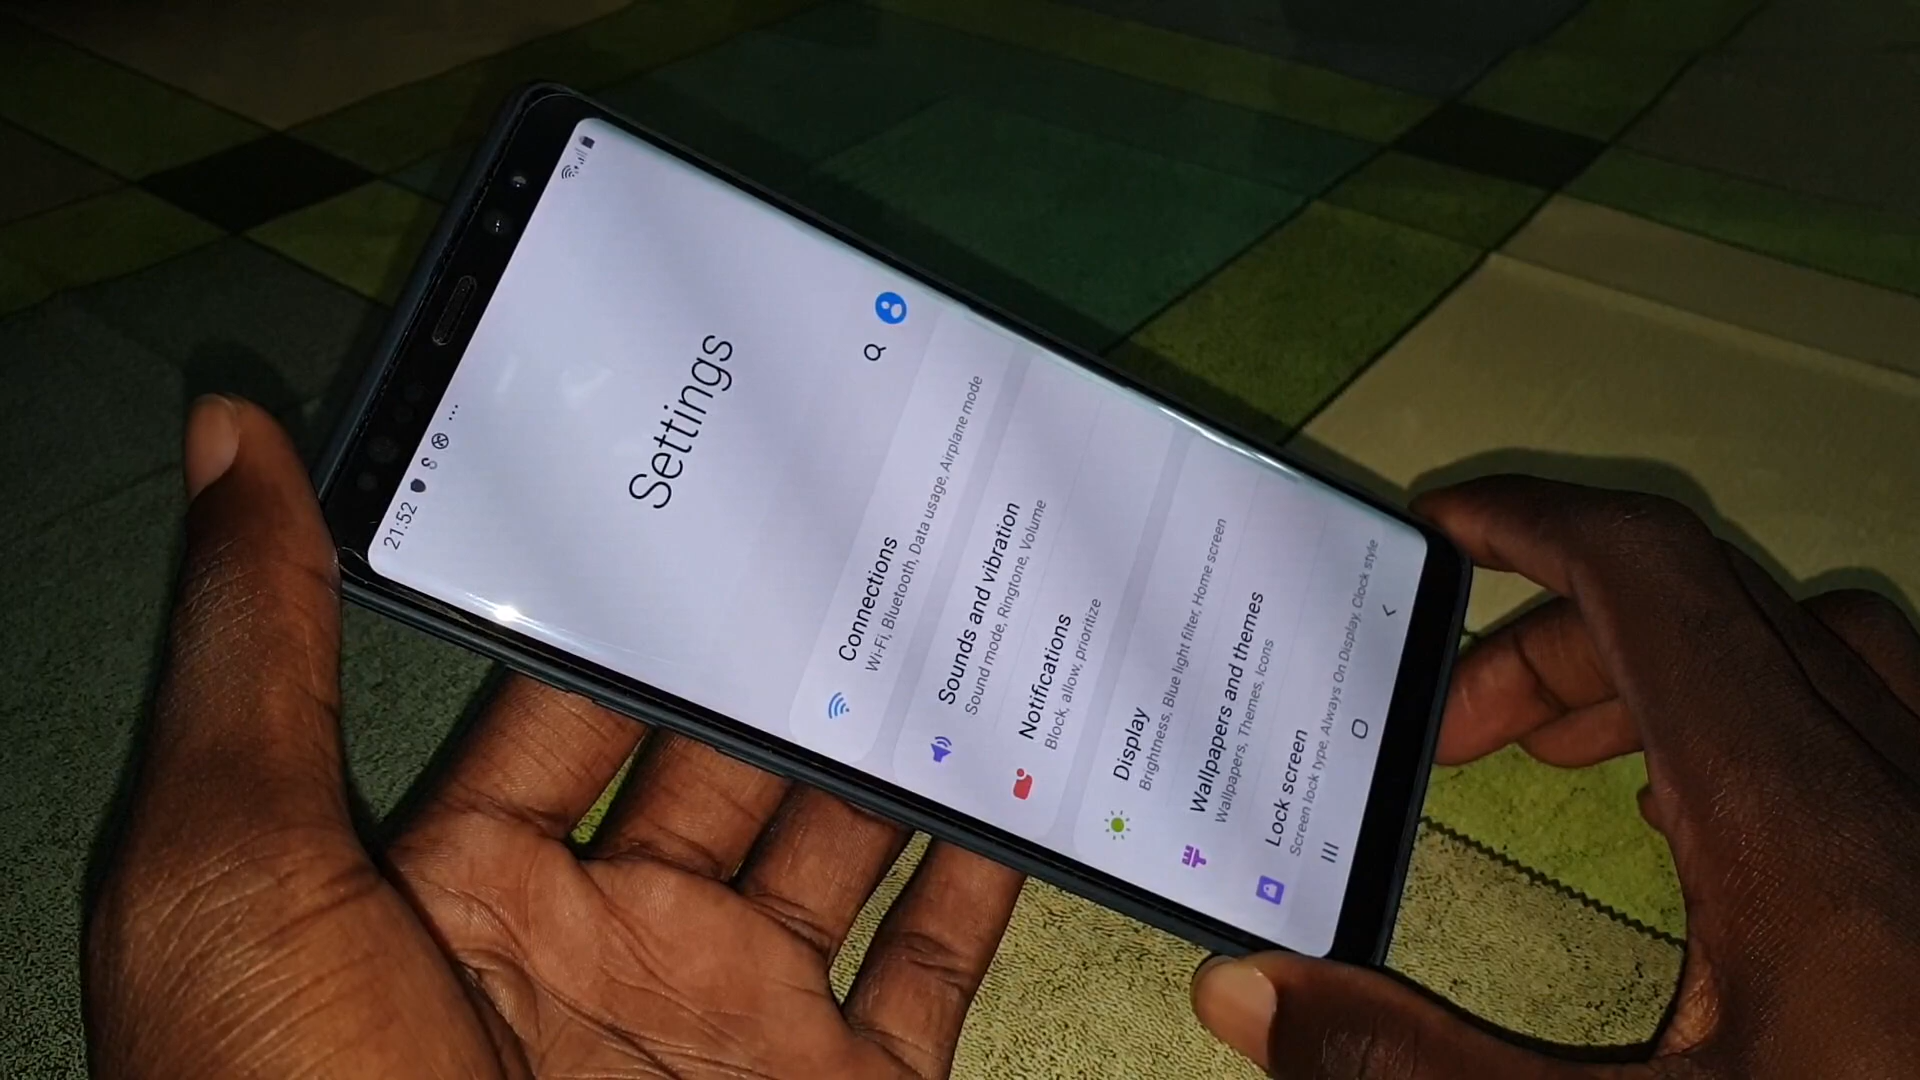 21:52
Settings
Connections
Wi-Fi, Bluetooth, Data usage, Airplane mode
Sounds and vibration
Sound mode, Ringtone, Volume
Notifications
Block, allow, prioritize
Display
Brightness, Blue light filter, Home screen
Wallpapers and themes
Wallpapers, Themes, Icons
Lock screen
Screen lock type, Always On Display, Clock style